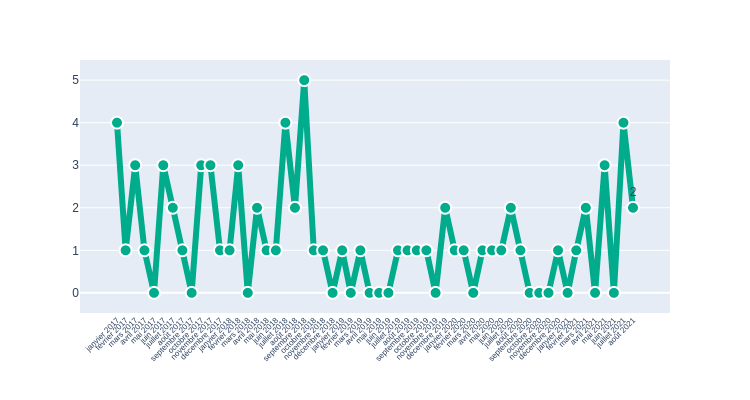 5
4
3
2
1
0
2
janvier 2017
février 2017
mars 2017
avril 2017
mai 2017
juin 2017
juillet 2017
août 2017
septembre 2017
octobre 2017
novembre 2017
décembre 2017
janvier 2018
février 2018
mars 2018
avril 2018
mai 2018
juin 2018
juillet 2018
août 2018
septembre 2018
octobre 2018
novembre 2018
décembre 2018
janvier 2019
février 2019
mars 2019
avril 2019
mai 2019
juin 2019
juillet 2019
août 2019
septembre 2019
octobre 2019
novembre 2019
décembre 2019
janvier 2020
février 2020
mars 2020
avril 2020
mai 2020
juin 2020
juillet 2020
août 2020
septembre 2020
octobre 2020
novembre 2020
décembre 2020
janvier 2021
février 2021
mars 2021
avril 2021
mai 2021
juin 2021
juillet 2021
août 2021